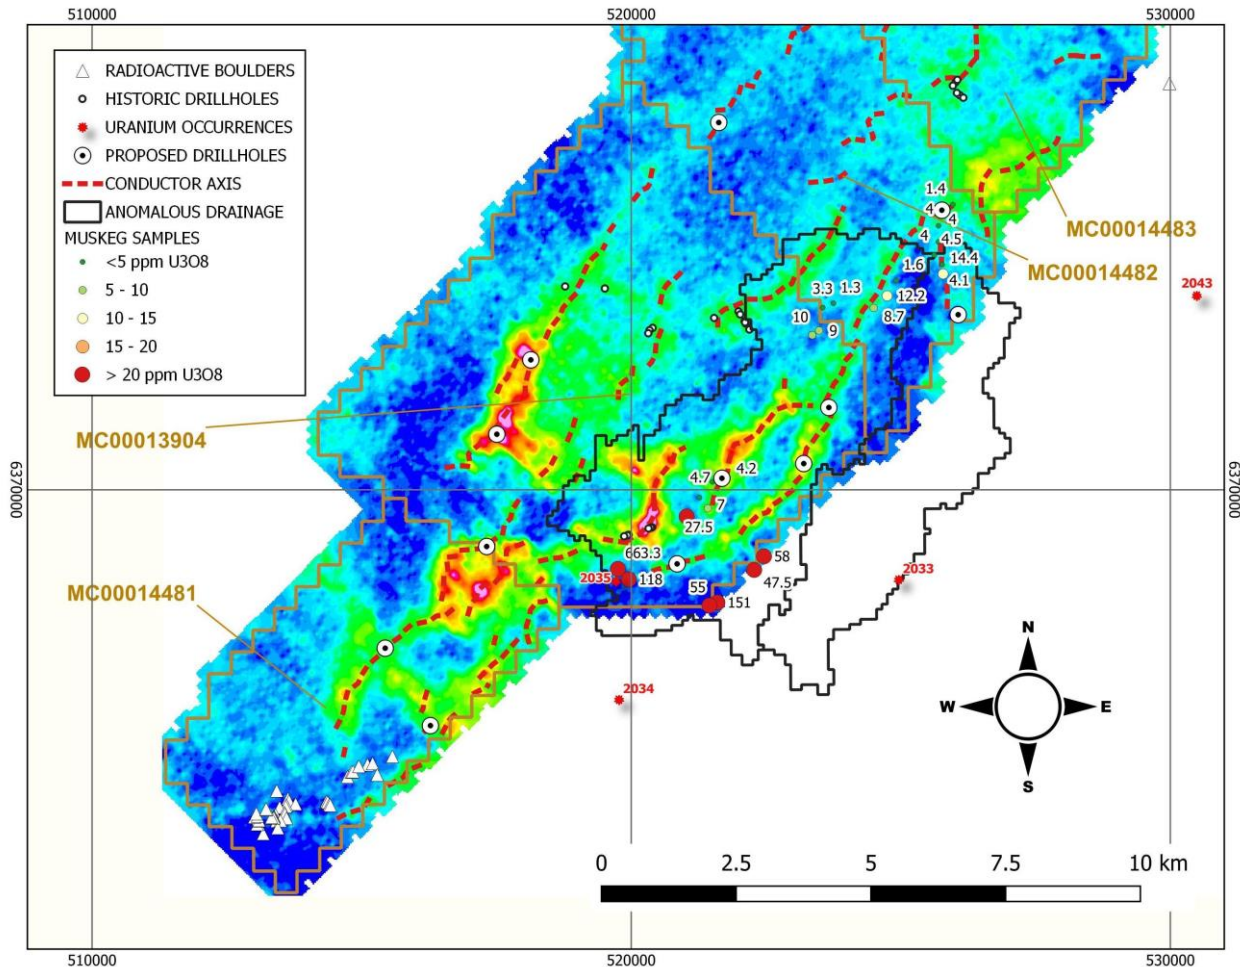 510000
520000
530000
RADIOACTIVE BOULDERS
HISTORIC DRILLHOLES
URANIUM OCCURRENCES
PROPOSED DRILLHOLES
CONDUCTOR AXIS
ANOMALOUS DRAINAGE
MUSKEG SAMPLES
<5 ppm U3O8
5 - 10
10 - 15
15 - 20
> 20 ppm U3O8
1.4
4
4
4
4.5
MC00014483
1.6
14.4
MC00014482
4.1
2043
3.3
1.3
12.2
10
9
8.7
MC00013904
4.7
4.2
6370000
6370000
7
27.5
663.3
58
2035
118
47.5
2033
55
151
MC00014481
2034
N
W
E
S
0
2.5
5
7.5
10 km
510000
520000
530000